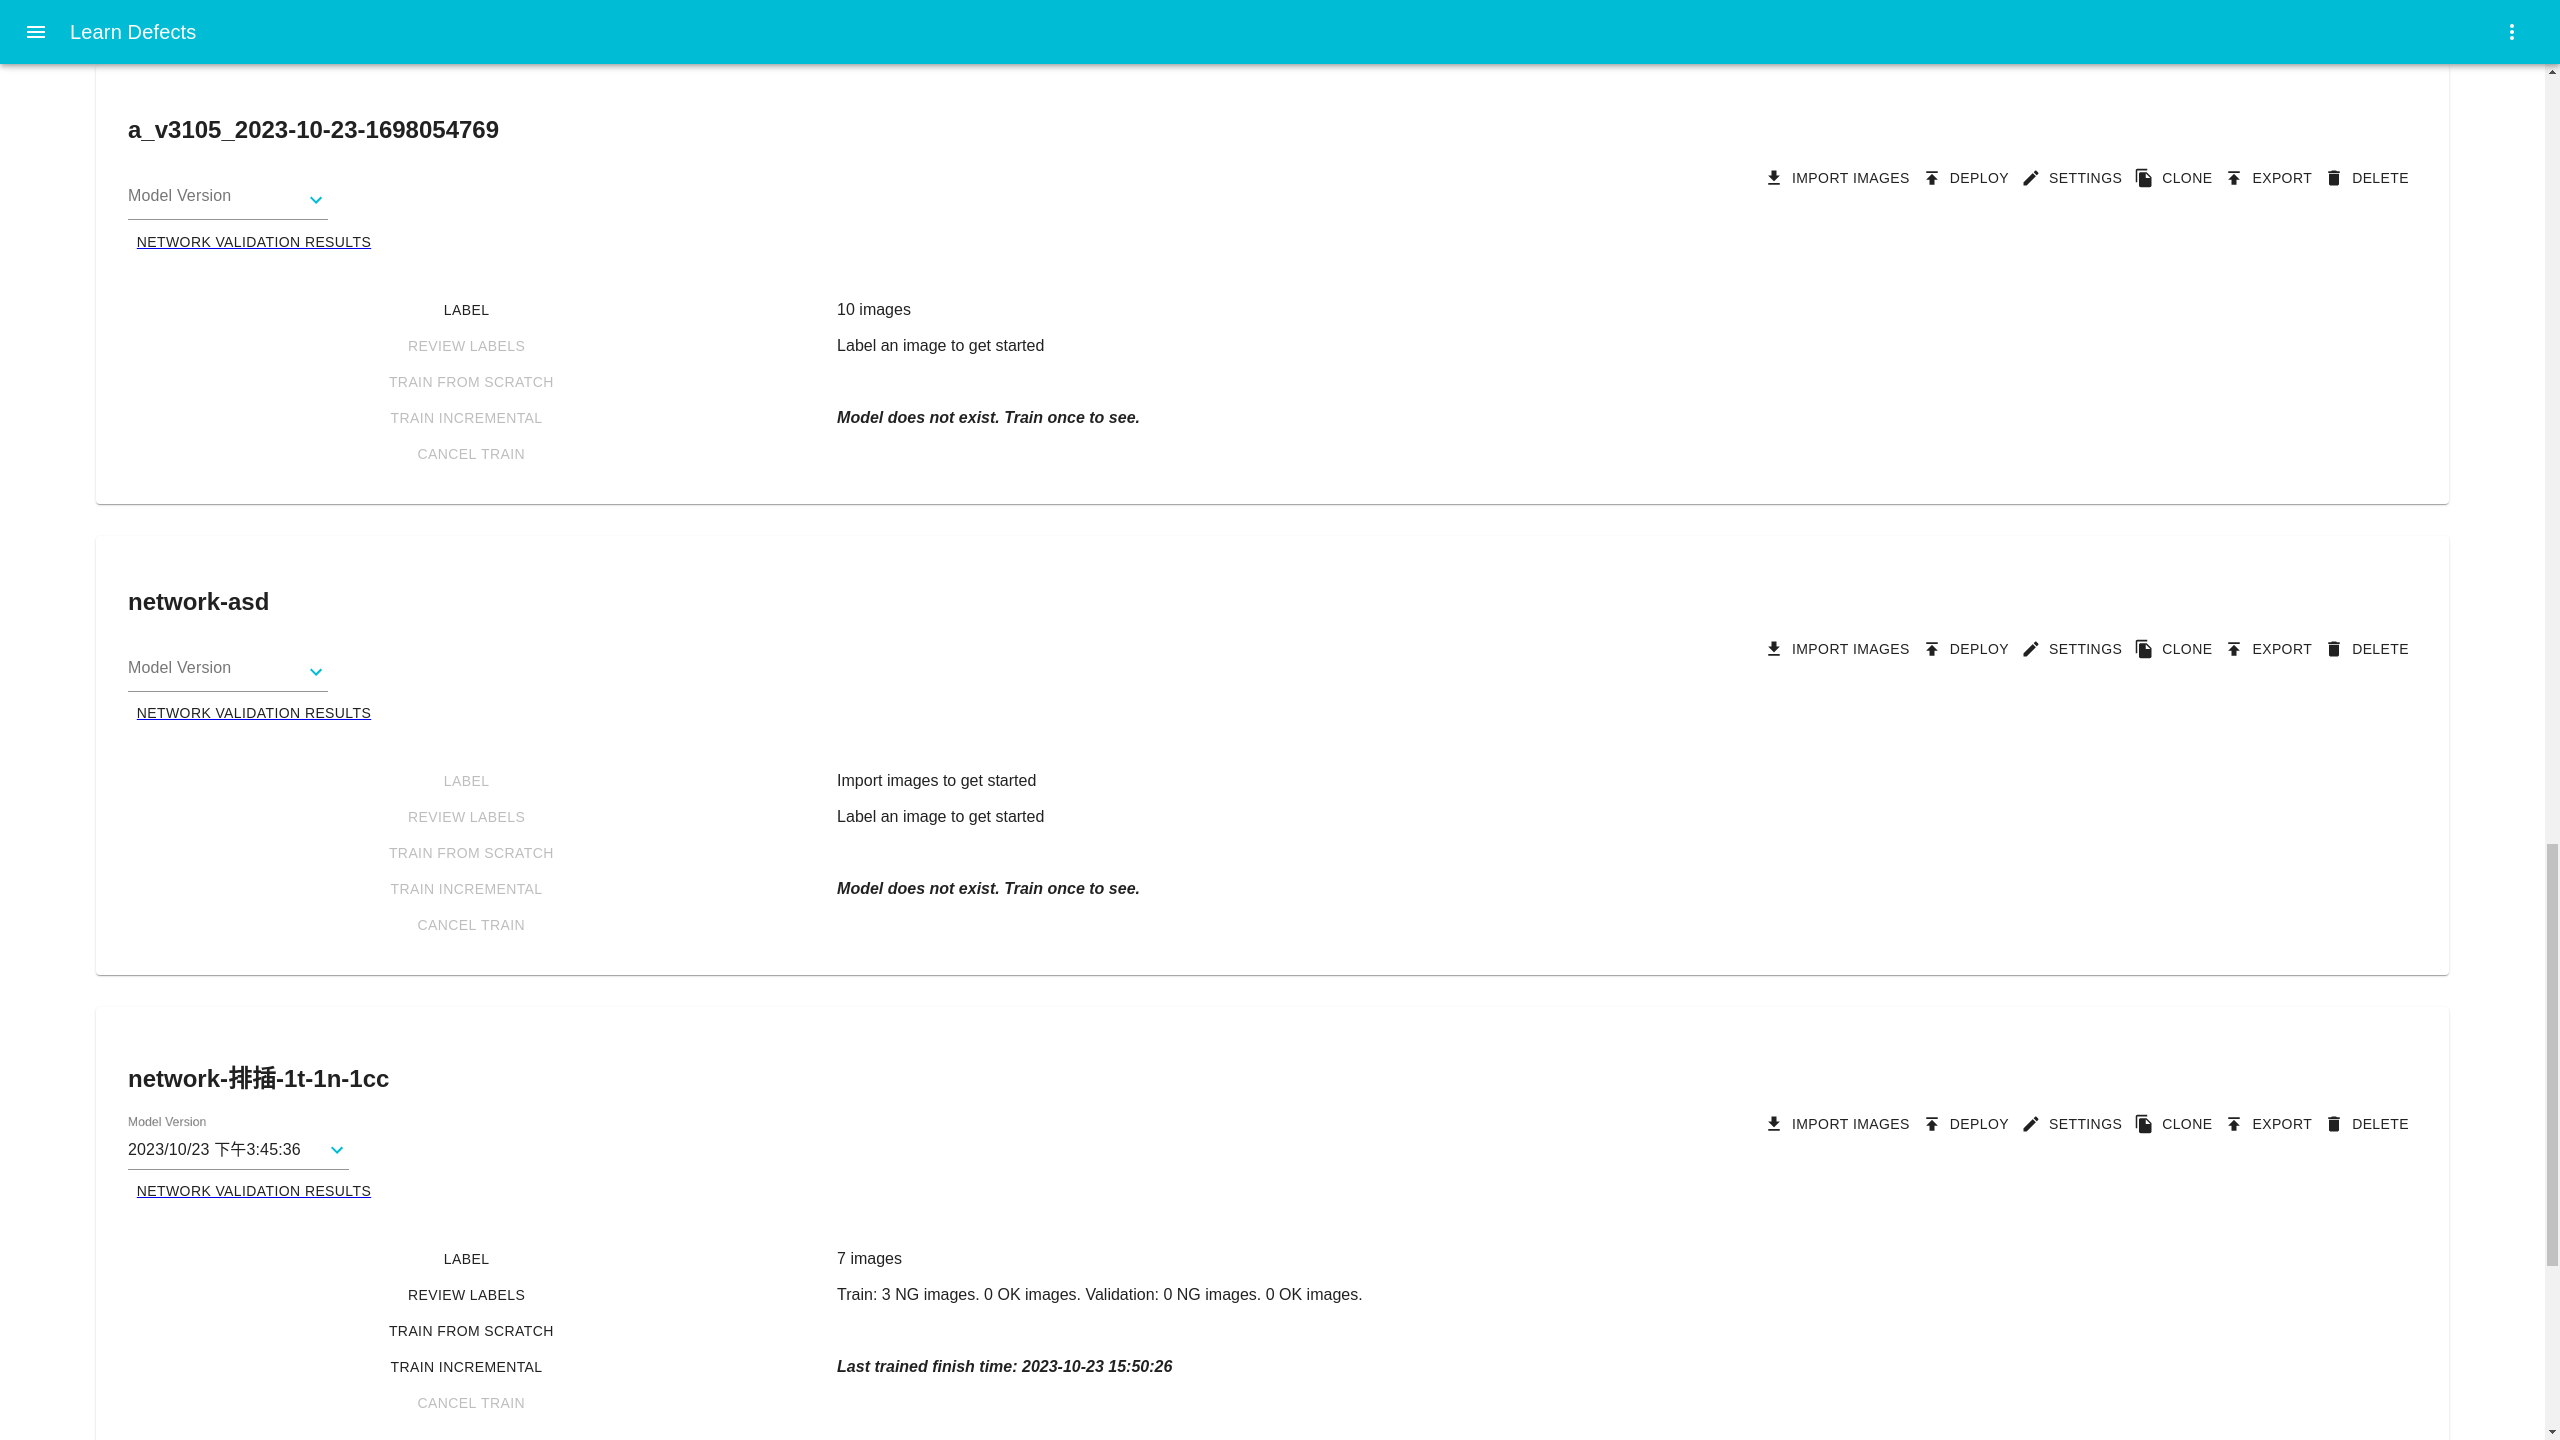 Learn Defects
a_v3105_2023-10-23-1698054769
IMPORT IMAGES DEPLOY SETTINGS CLONE EXPORT DELETE
Model Version
NETWORK VALIDATION RESULTS
LABEL 10 images
REVIEW LABELS Label an image to get started
TRAIN FROM SCRATCH
TRAIN INCREMENTAL Model does not exist. Train once to see.
CANCEL TRAIN
network-asd
IMPORT IMAGES DEPLOY SETTINGS CLONE EXPORT DELETE
Model Version
NETWORK VALIDATION RESULTS
LABEL Import images to get started
REVIEW LABELS Label an image to get started
TRAIN FROM SCRATCH
TRAIN INCREMENTAL Model does not exist. Train once to see.
CANCEL TRAIN
network-排插-1t-1n-1cc
Model Version IMPORT IMAGES DEPLOY SETTINGS CLONE EXPORT DELETE
2023/10/23 下午3:45:36
NETWORK VALIDATION RESULTS
LABEL 7 images
REVIEW LABELS Train: 3 NG images. 0 OK images. Validation: 0 NG images. 0 OK images.
TRAIN FROM SCRATCH
TRAIN INCREMENTAL Last trained finish time: 2023-10-23 15:50:26
CANCEL TRAIN